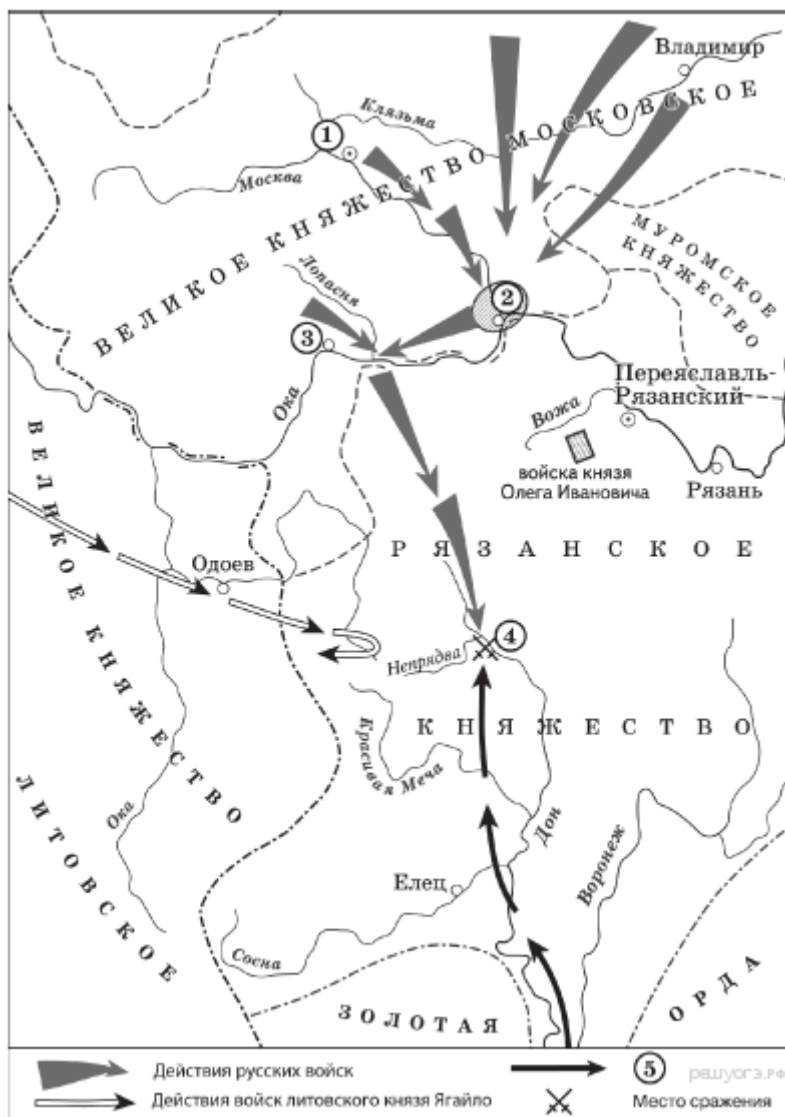 Владимир
Клязьма
1
Москва
ВЕЛИКОЕ КНЯЖЕСТВО МОСКОВСКОЕ
МУРОМСКОЕ
КНЯЖЕСТВО
Лопасня
2
3
Ока
Переяславль-
Рязанский
Вожа
войска князя
Олега Ивановича
Рязань
ВЕЛИКОЕ КНЯЖЕСТВО
ЛИТОВСКОЕ
Одоев
РЯЗАНСКОЕ
4
Непрядва
КНЯЖЕСТВО
Красивая Меча
Ока
Дон
Воронеж
Елец
Сосна
ЗОЛОТАЯ
ОРДА
Действия русских войск
5
решуогэ.рф
Действия войск литовского князя Ягайло
Место сражения